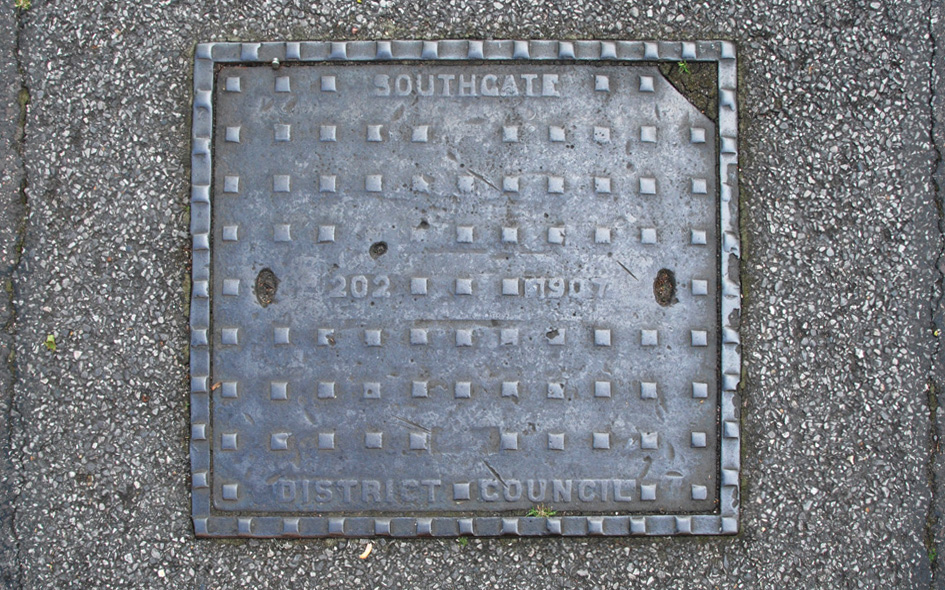 SOUTHGATE
202 1907
DISTRICT COUNCIL